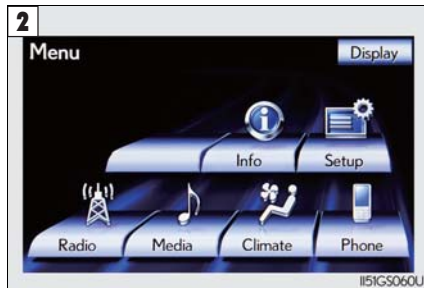 2
Menu
Display
Info
Setup
Radio
Media
Climate
Phone
II51GS060U